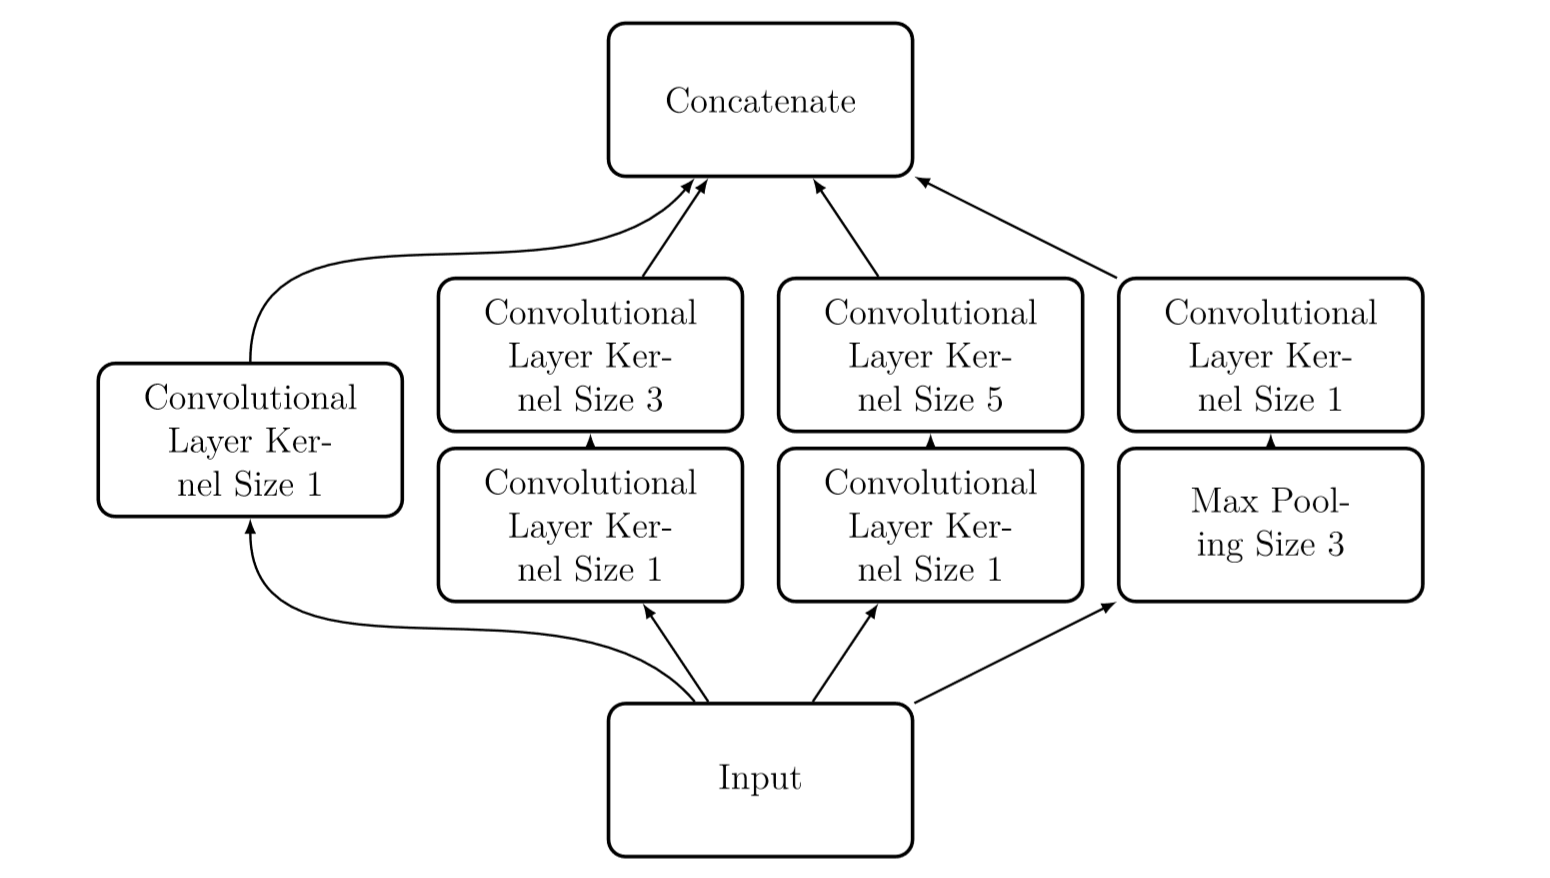 Concatenate
Convolutional
Layer Ker-
nel Size 3
Convolutional
Layer Ker-
nel Size 5
Convolutional
Layer Ker-
nel Size 1
Convolutional
Layer Ker-
nel Size 1
Convolutional
Layer Ker-
nel Size 1
Convolutional
Layer Ker-
nel Size 1
Max Pool-
ing Size 3
Input